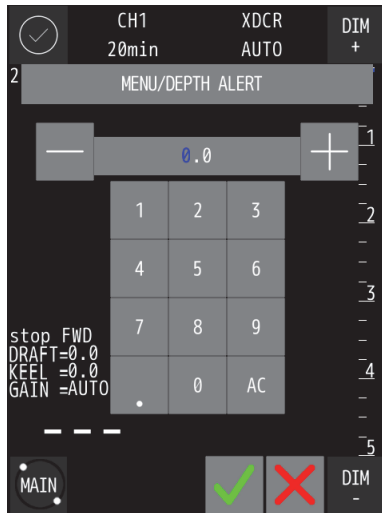 CH1 XDCR DIM
20min AUTO +
2
MENU/DEPTH ALERT
1
0.0
1 2 3
2
4 5 6
3
7 8 9
stop FWD
DRAFT=0.0
KEEL =0.0
4
GAIN =AUTO
. 0 AC
– – –
5
MAIN
DIM
-